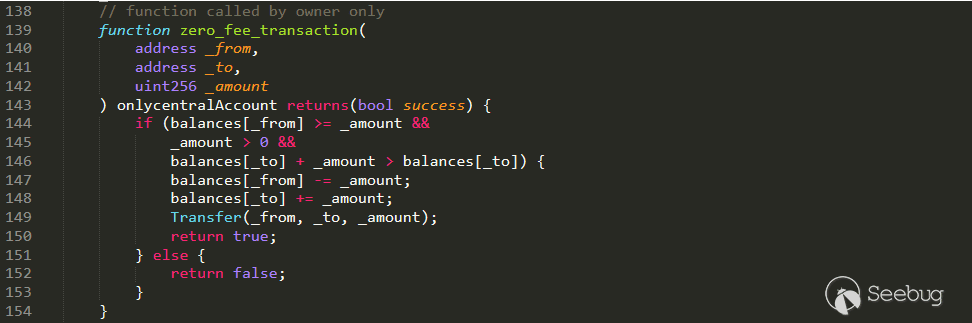 138 // function called by owner only
139 function zero_fee_transaction(
140 address _from,
141 address _to,
142 uint256 _amount
143 ) onlycentralAccount returns(bool success) {
144 if (balances[_from] >= _amount &&
145 _amount > 0 &&
146 balances[_to] + _amount > balances[_to]) {
147 balances[_from] -= _amount;
148 balances[_to] += _amount;
149 Transfer(_from, _to, _amount);
150 return true;
151 } else {
152 return false;
153 }
154 }
Seebug